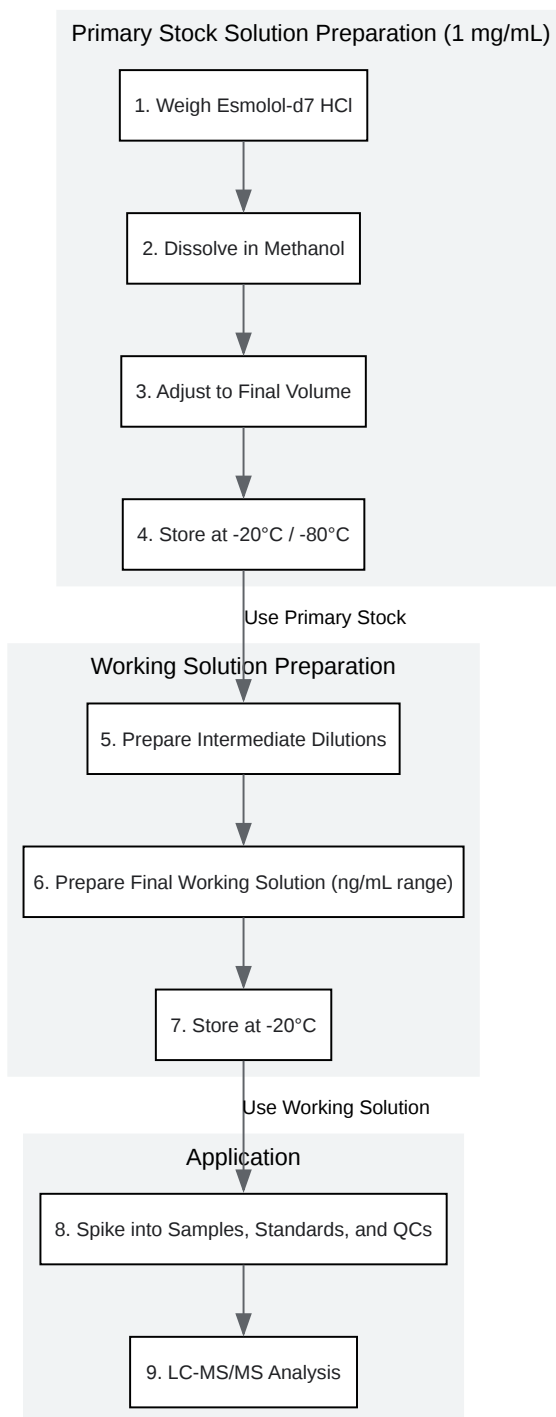 Primary Stock Solution Preparation (1 mg/mL)
1. Weigh Esmolol-d7 HCl
2. Dissolve in Methanol
3. Adjust to Final Volume
4. Store at -20°C / -80°C
Use Primary Stock
Working Solution Preparation
5. Prepare Intermediate Dilutions
6. Prepare Final Working Solution (ng/mL range)
7. Store at -20°C
Use Working Solution
Application
8. Spike into Samples, Standards, and QCs
9. LC-MS/MS Analysis